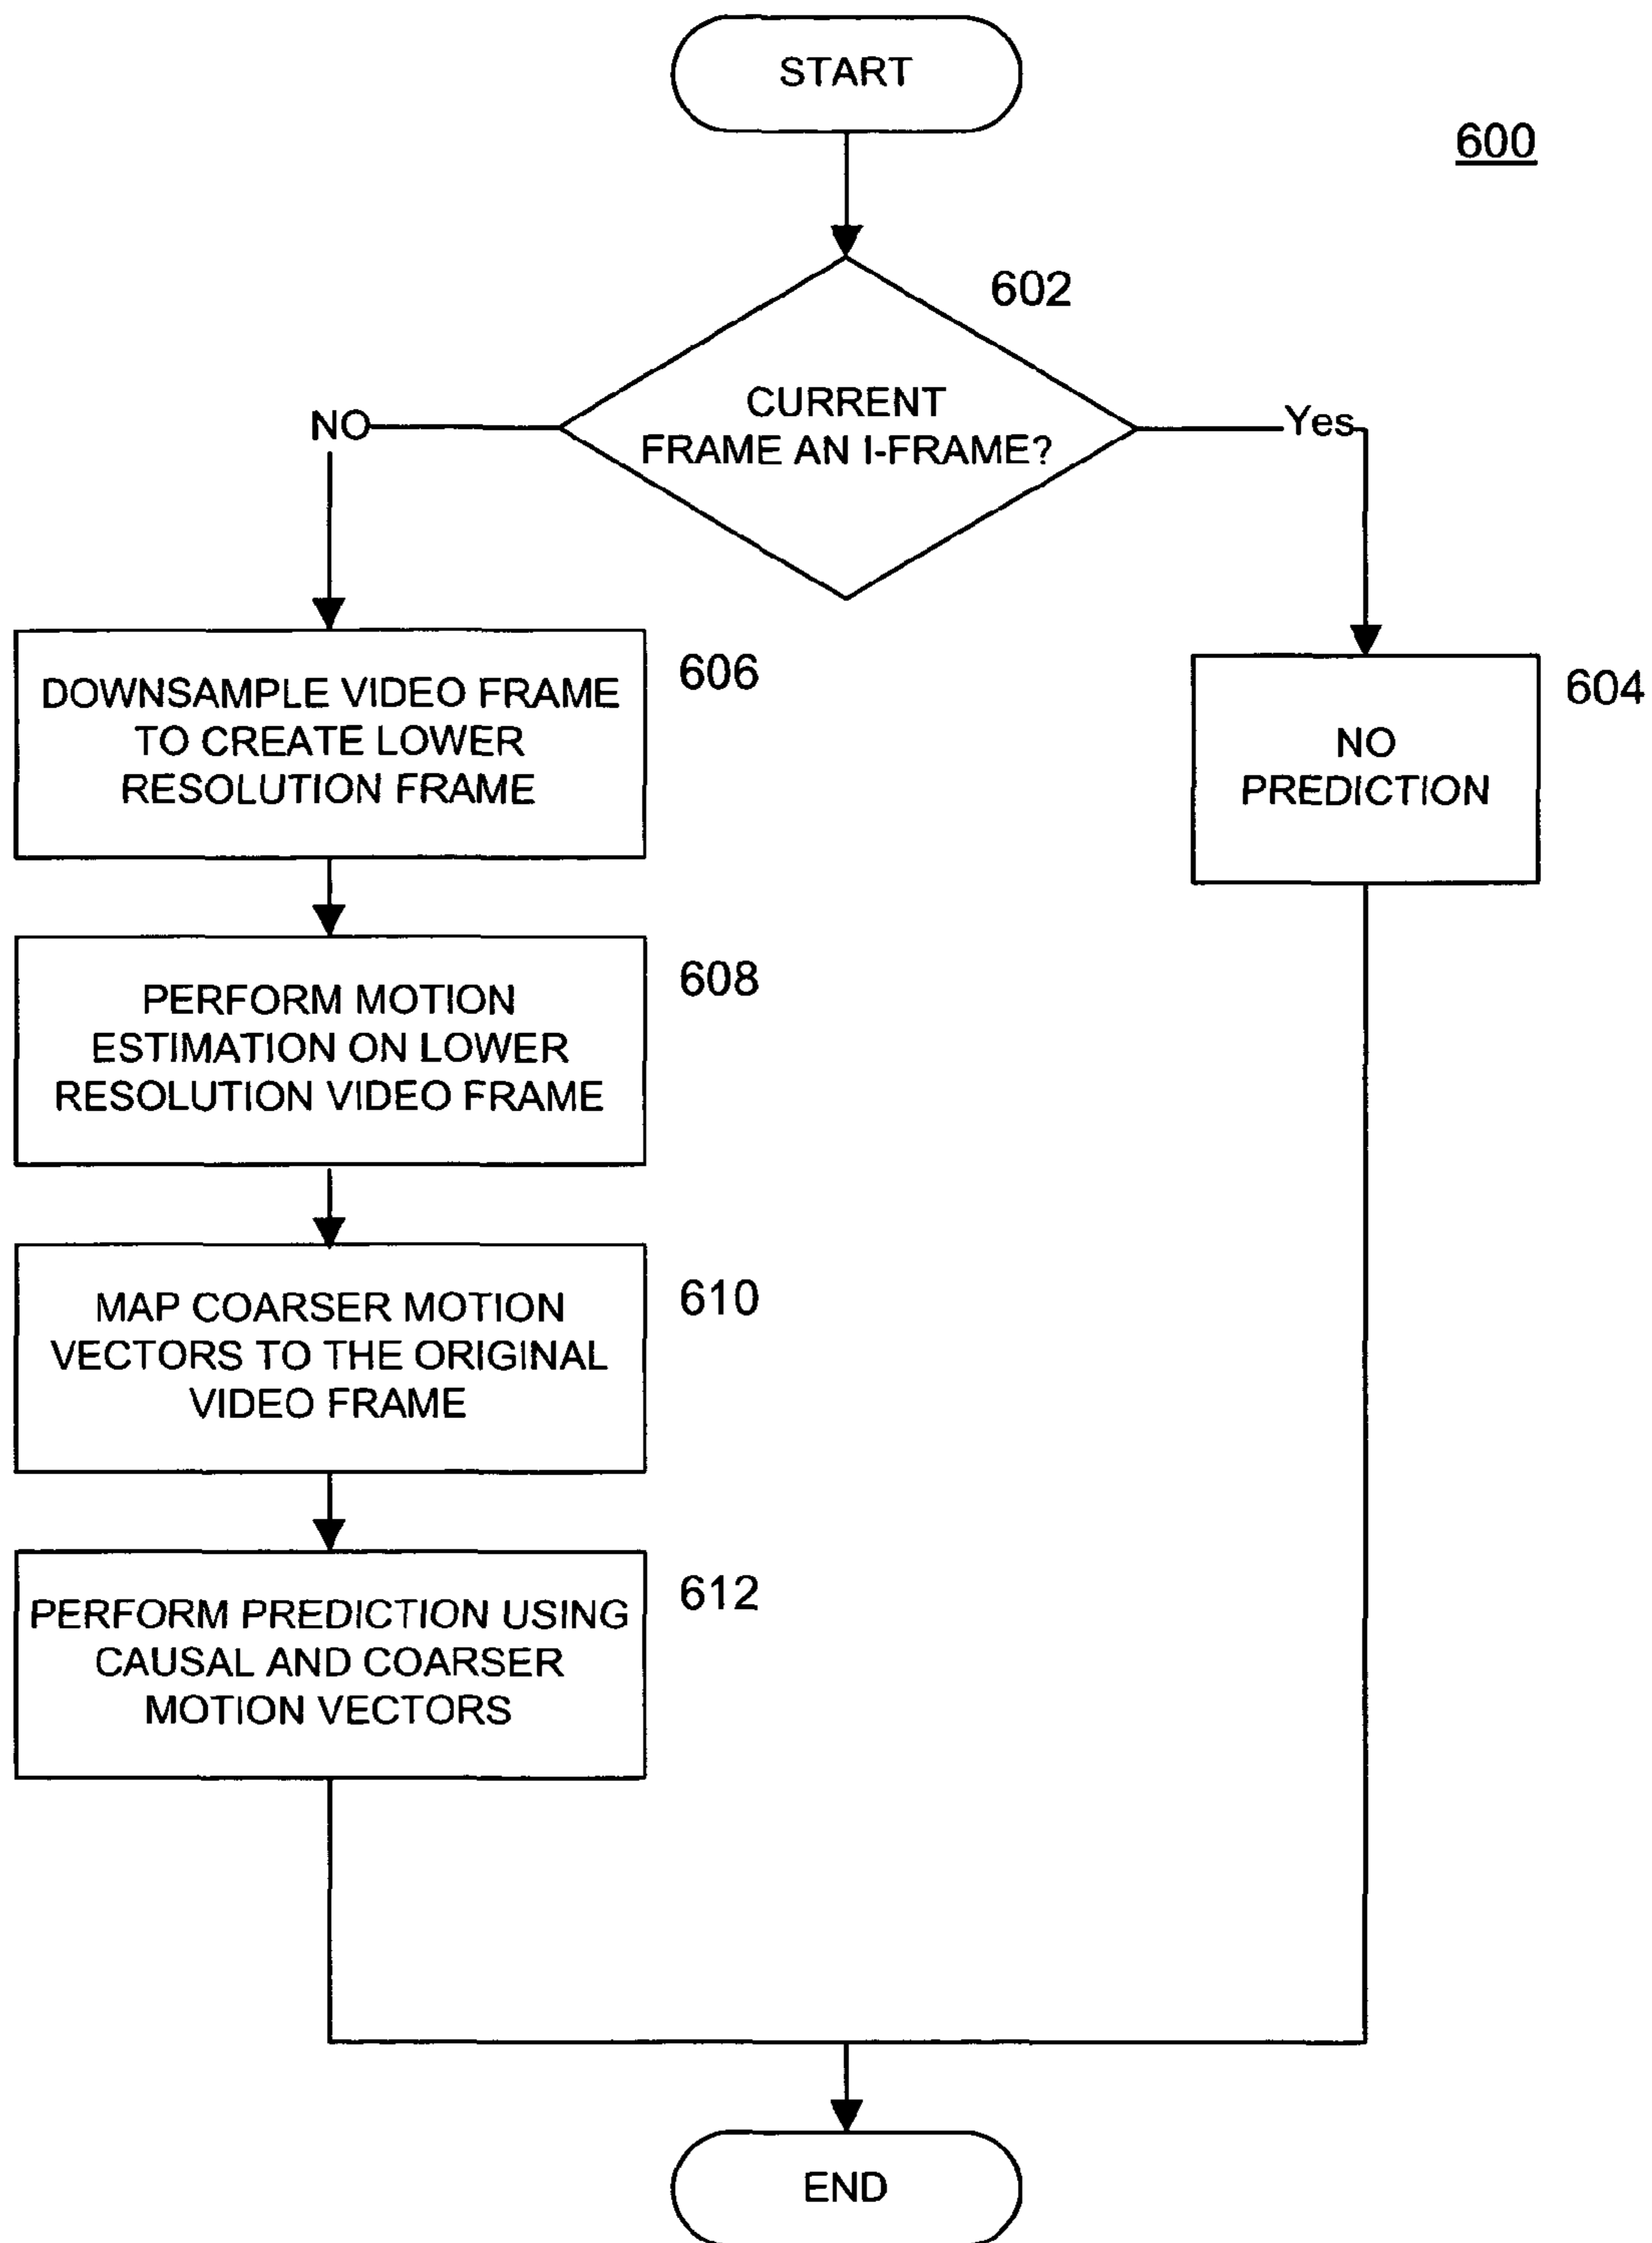 START
600
602
CURRENT
FRAME AN I-FRAME?
NO
Yes
DOWNSAMPLE VIDEO FRAME
TO CREATE LOWER
RESOLUTION FRAME
606
NO
PREDICTION
604
PERFORM MOTION
ESTIMATION ON LOWER
RESOLUTION VIDEO FRAME
608
MAP COARSER MOTION
VECTORS TO THE ORIGINAL
VIDEO FRAME
610
PERFORM PREDICTION USING
CAUSAL AND COARSER
MOTION VECTORS
612
END